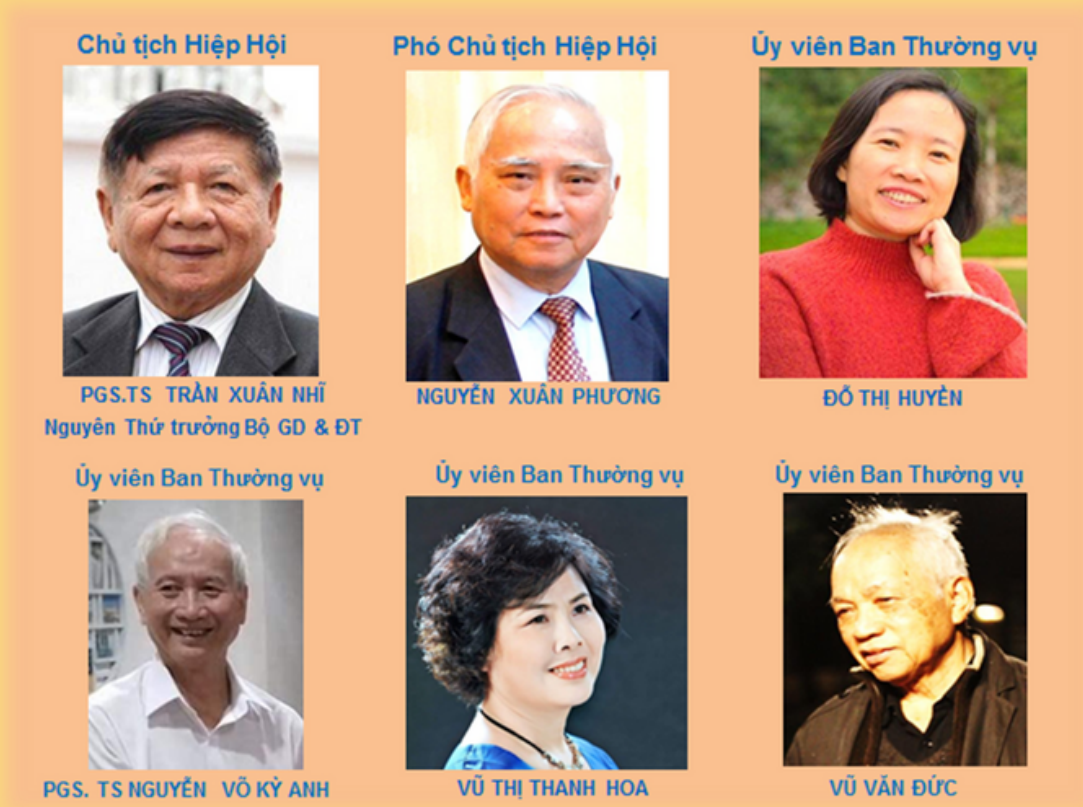 Chủ tịch Hiệp Hội
Phó Chủ tịch Hiệp Hội
Ủy viên Ban Thường vụ
PGS.TS TRẦN XUÂN NHĨ
Nguyên Thứ trưởng Bộ GD & ĐT
NGUYỄN XUÂN PHƯƠNG
ĐỖ THỊ HUYỀN
Ủy viên Ban Thường vụ
Ủy viên Ban Thường vụ
Ủy viên Ban Thường vụ
PGS. TS NGUYỄN VÕ KỲ ANH
VŨ THỊ THANH HOA
VŨ VĂN ĐỨC